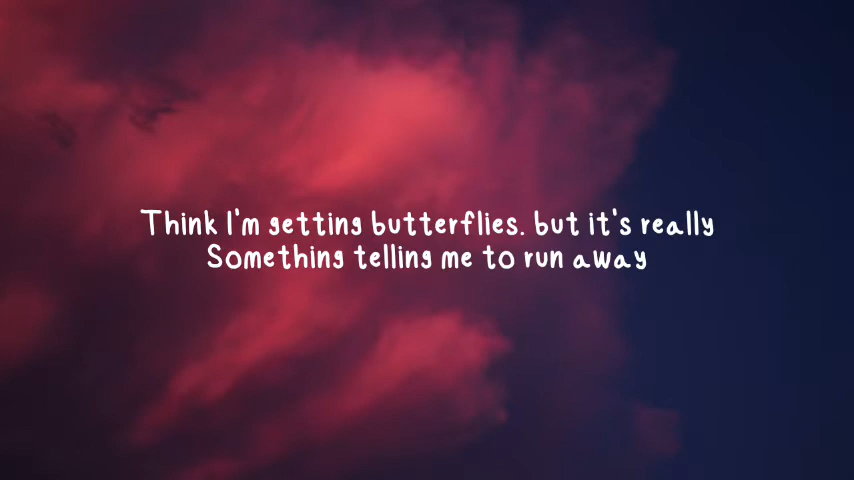 Think I'm getting butterflies. but it's really
Something telling me to run away